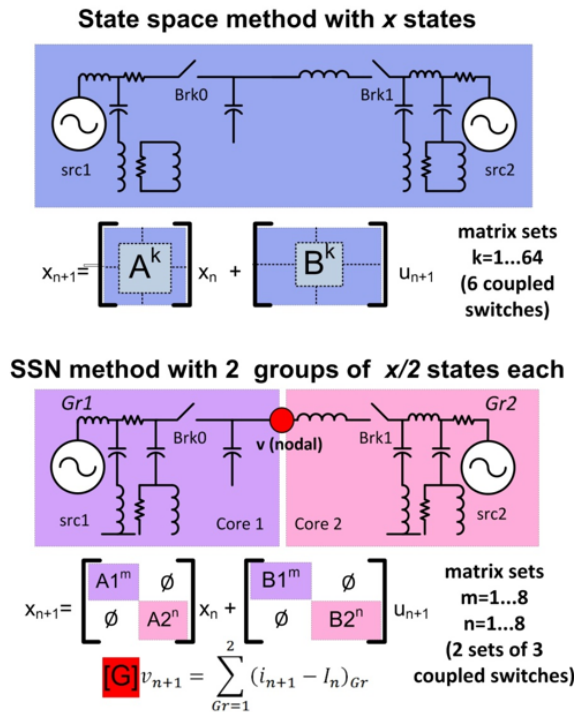 State space method with x states
Brk0
Brk1
src1
src2
xₙ₊₁= [Aᵏ] xₙ + [Bᵏ] uₙ₊₁
matrix sets
k=1...64
(6 coupled
switches)
SSN method with 2 groups of x/2 states each
Gr1
Gr2
Brk0
v (nodal)
Brk1
src1
Core 1
Core 2
src2
xₙ₊₁= [A1ᵐ ∅ ∅ A2ⁿ] xₙ + [B1ᵐ ∅ ∅ B2ⁿ] uₙ₊₁
matrix sets
m=1...8
n=1...8
(2 sets of 3
coupled switches)
[G]vₙ₊₁ = ∑²_{Gr=1} (iₙ₊₁ − Iₙ)_{Gr}